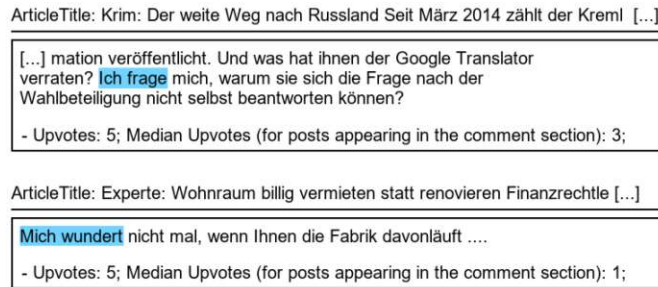 ArticleTitle: Krim: Der weite Weg nach Russland Seit März 2014 zählt der Kreml [...]
[...] mation veröffentlicht. Und was hat ihnen der Google Translator
verraten? Ich frage mich, warum sie sich die Frage nach der
Wahlbeteiligung nicht selbst beantworten können?
- Upvotes: 5; Median Upvotes (for posts appearing in the comment section): 3;
ArticleTitle: Experte: Wohnraum billig vermieten statt renovieren Finanzrechtle [...]
Mich wundert nicht mal, wenn Ihnen die Fabrik davonläuft ....
- Upvotes: 5; Median Upvotes (for posts appearing in the comment section): 1;